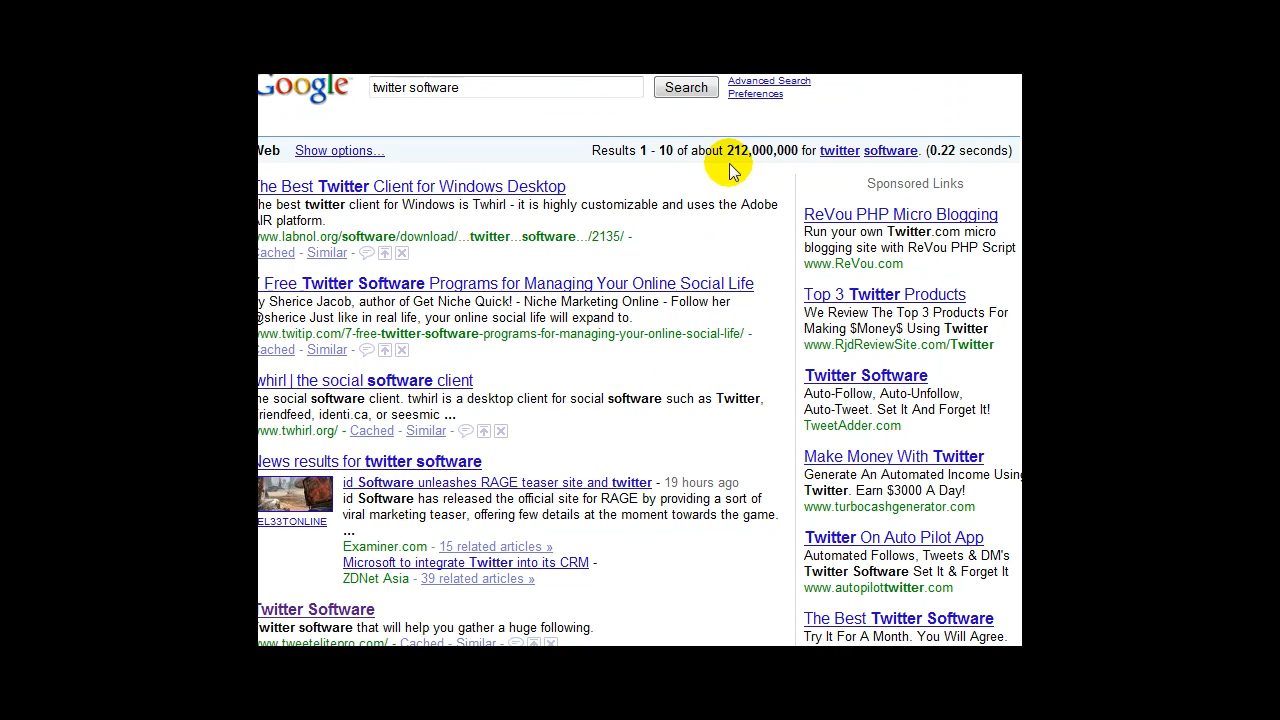 Google twitter software Search Advanced Search
Preferences
Web Show options... Results 1 - 10 of about 212,000,000 for twitter software. (0.22 seconds)
The Best Twitter Client for Windows Desktop
The best twitter client for Windows is Twhirl - it is highly customizable and uses the Adobe
AIR platform.
www.labnol.org/software/download/...twitter...software.../2135/ -
Cached - Similar -
7 Free Twitter Software Programs for Managing Your Online Social Life
by Sherice Jacob, author of Get Niche Quick! - Niche Marketing Online - Follow her
@sherice Just like in real life, your online social life will expand to.
www.twitip.com/7-free-twitter-software-programs-for-managing-your-online-social-life/ -
Cached - Similar -
twhirl | the social software client
the social software client. twhirl is a desktop client for social software such as Twitter,
friendfeed, identi.ca, or seesmic ...
www.twhirl.org/ - Cached - Similar -
News results for twitter software
id Software unleashes RAGE teaser site and twitter - 19 hours ago
id Software has released the official site for RAGE by providing a sort of
viral marketing teaser, offering few details at the moment towards the game.
...
EL33TONLINE
Examiner.com - 15 related articles »
Microsoft to integrate Twitter into its CRM -
ZDNet Asia - 39 related articles »
Twitter Software
Twitter software that will help you gather a huge following.
www.tweetelitepro.com/ - Cached - Similar -
Sponsored Links
ReVou PHP Micro Blogging
Run your own Twitter.com micro
blogging site with ReVou PHP Script
www.ReVou.com
Top 3 Twitter Products
We Review The Top 3 Products For
Making $Money$ Using Twitter
www.RjdReviewSite.com/Twitter
Twitter Software
Auto-Follow, Auto-Unfollow,
Auto-Tweet. Set It And Forget It!
TweetAdder.com
Make Money With Twitter
Generate An Automated Income Using
Twitter. Earn $3000 A Day!
www.turbocashgenerator.com
Twitter On Auto Pilot App
Automated Follows, Tweets & DM's
Twitter Software Set It & Forget It
www.autopilottwitter.com
The Best Twitter Software
Try It For A Month. You Will Agree.